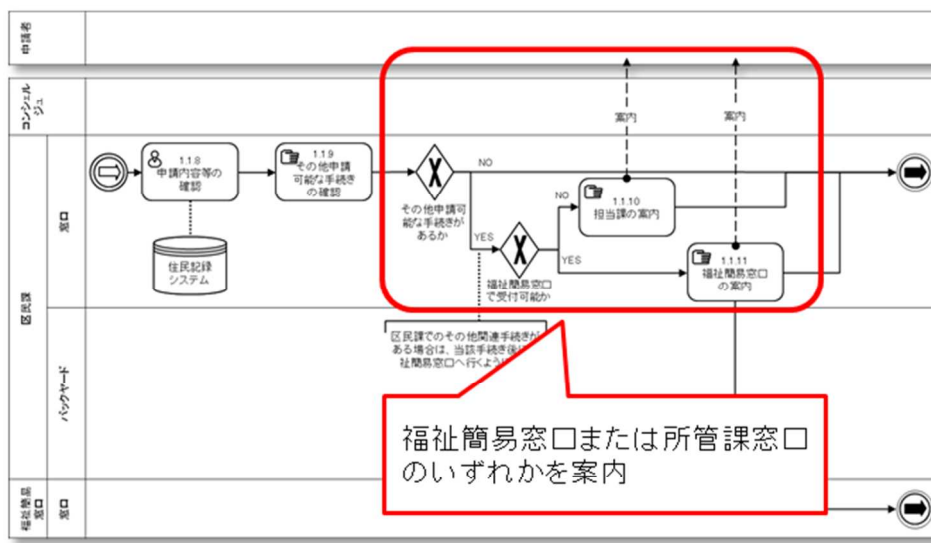 申請者
コンシェル
ジュ
区民課
窓口
1.1.8
申請内容等の
確認
住民記録
システム
1.1.9
その他申請
可能な手続き
の確認
その他申請可
能な手続きが
あるか
NO
YES
福祉簡易窓口
で受付可能か
NO
YES
1.1.10
担当課の案内
案内
1.1.11
福祉簡易窓口
の案内
案内
バックヤード
区民課でのその他関連手続きが
ある場合は、当該手続き後に
祉簡易窓口へ行くよう
福祉簡易窓口または所管課窓口
のいずれかを案内
福祉簡易
窓口
窓口